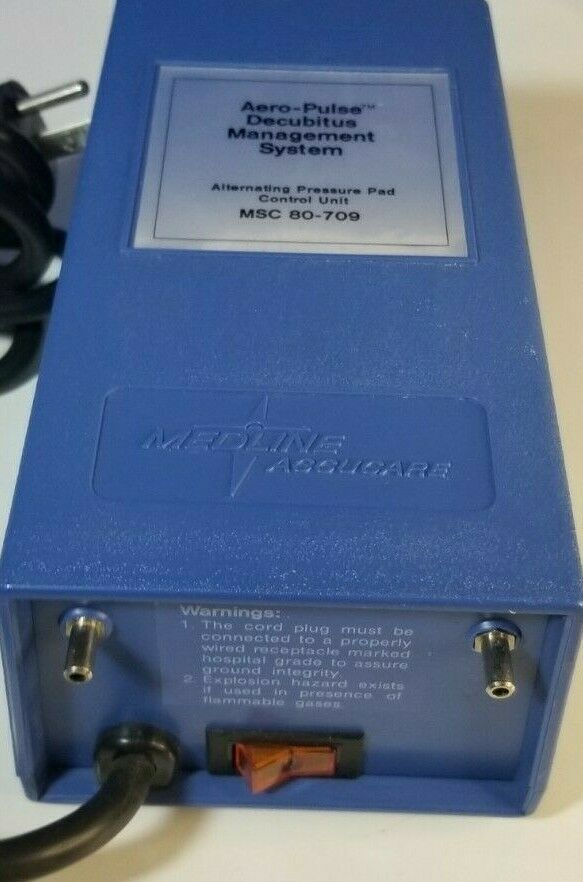 Aero-Pulse™
Decubitus
Management
System
Alternating Pressure Pad
Control Unit
MSC 80-709
MEDLINE
ACCUCARE
Warnings:
1. The cord plug must be
connected to a properly
wired receptacle marked
hospital grade to assure
ground integrity.
2. Explosion hazard exists
if used in presence of
flammable gases.